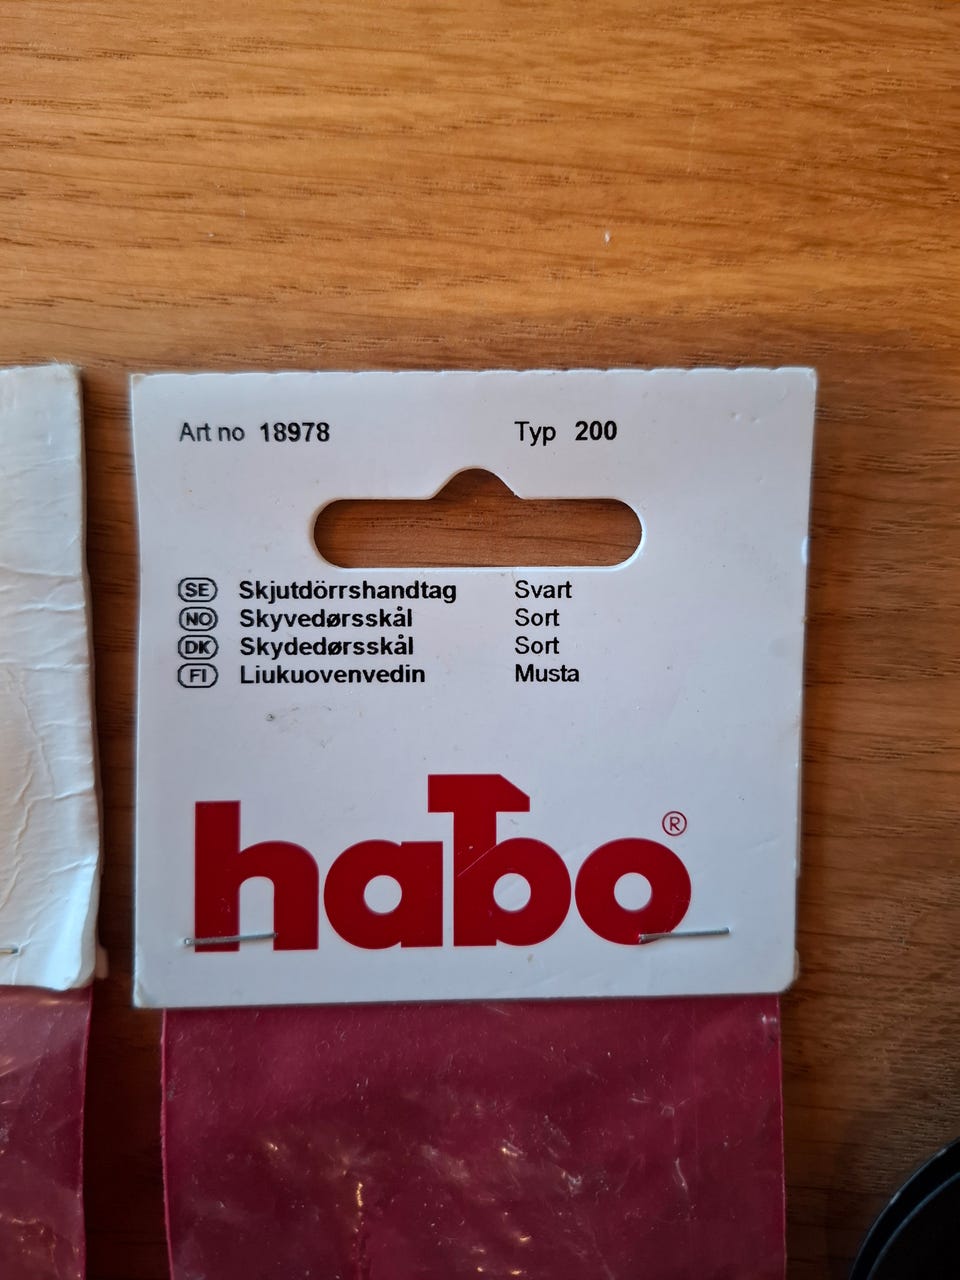 Art no 18978 Typ 200
SE Skjutdörrshandtag Svart
NO Skyvedørsskål Sort
DK Skydedørsskål Sort
FI Liukuovenvedin Musta
habo®